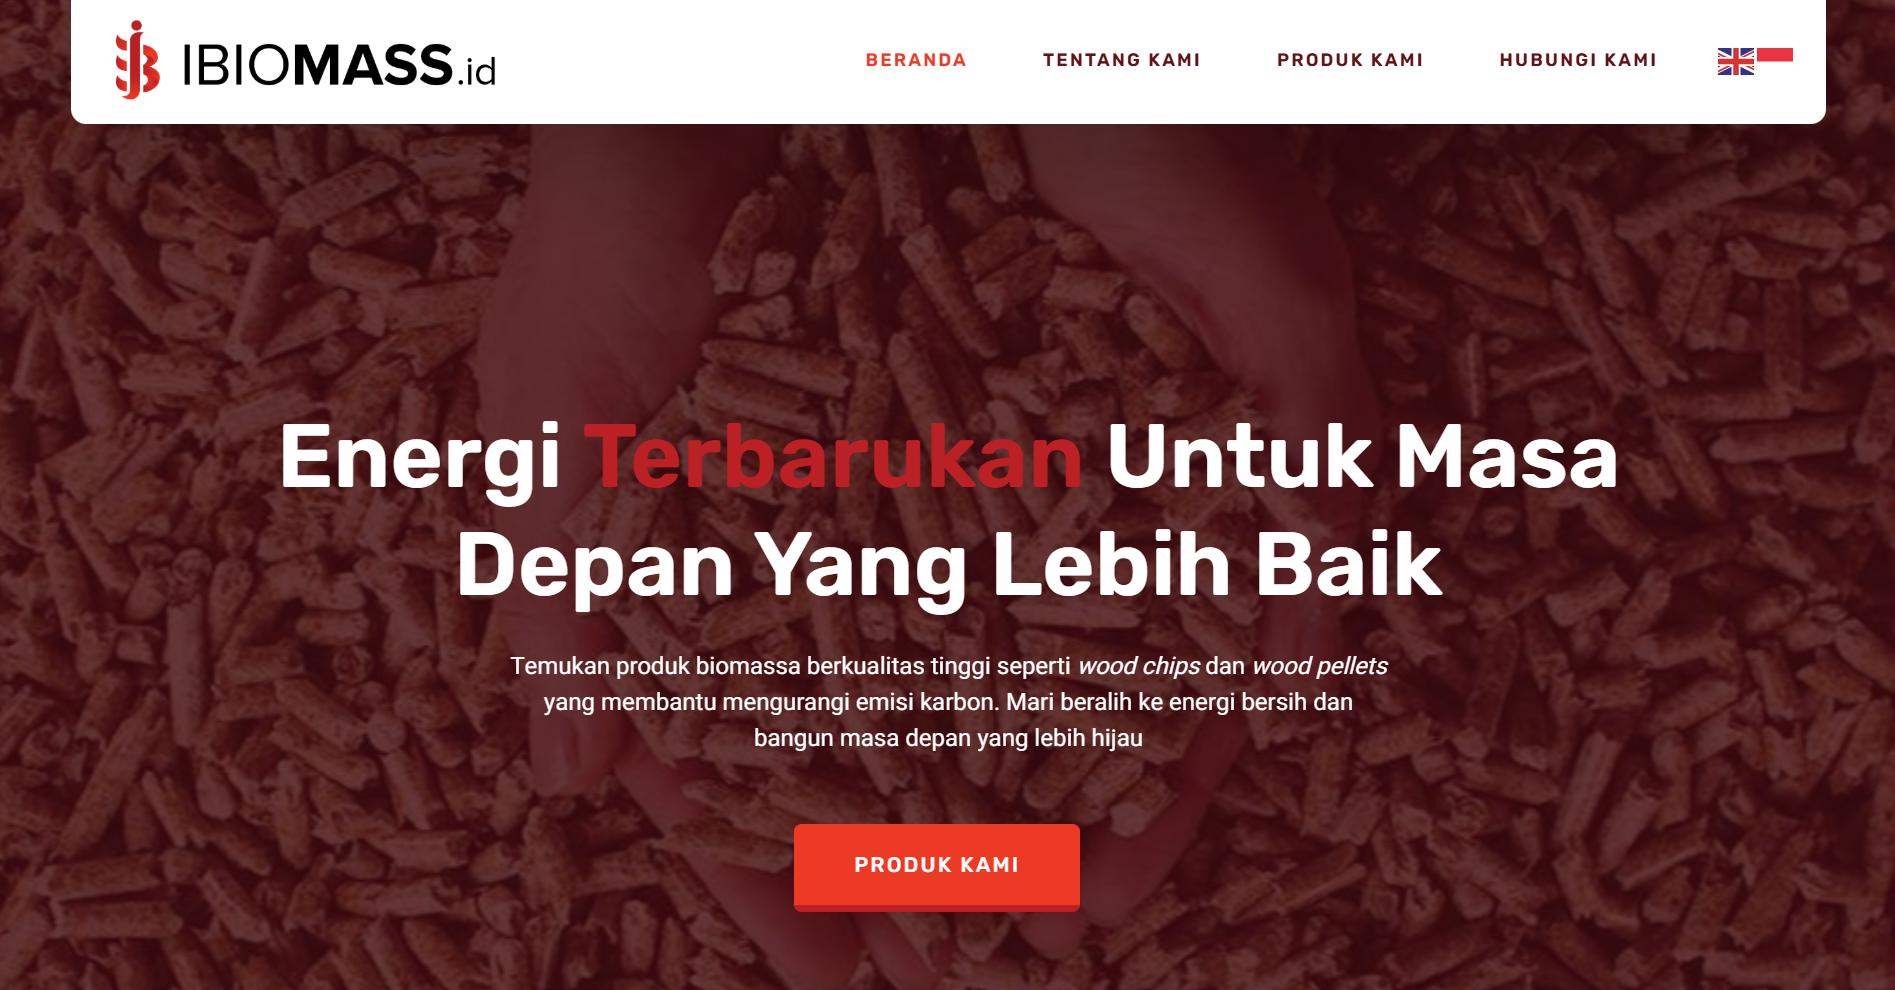 IBIOMASS.id
BERANDA
TENTANG KAMI
PRODUK KAMI
HUBUNGI KAMI
Energi Terbarukan Untuk Masa
Depan Yang Lebih Baik
Temukan produk biomassa berkualitas tinggi seperti wood chips dan wood pellets
yang membantu mengurangi emisi karbon. Mari beralih ke energi bersih dan
bangun masa depan yang lebih hijau
PRODUK KAMI